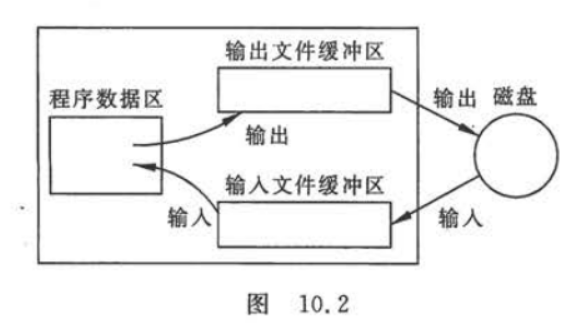 输出文件缓冲区
程序数据区
输出 磁盘
输出
输入文件缓冲区
输入
输入
图 10.2